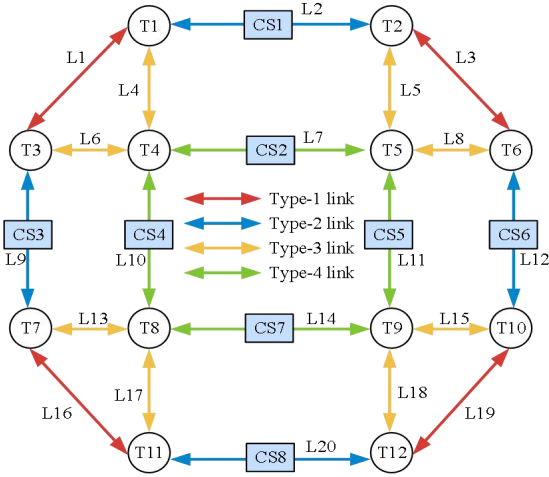 L2
T1
CS1
T2
L1
L3
L4
L5
L6
L7
L8
T3
T4
CS2
T5
T6
Type-1 link
CS3
CS4
Type-2 link
CS5
CS6
Type-3 link
L9
L10
L11
L12
Type-4 link
L13
L14
L15
T7
T8
CS7
T9
T10
L17
L18
L16
L19
L20
T11
CS8
T12